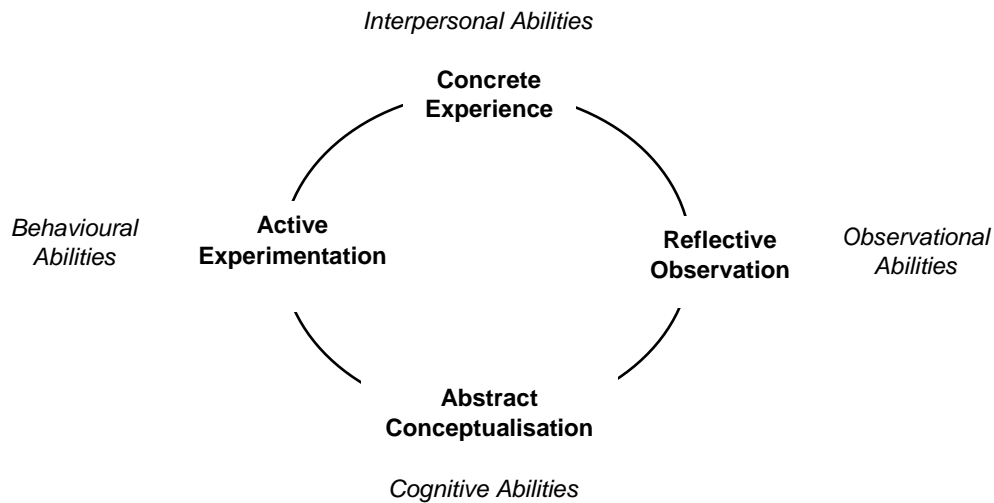 Interpersonal Abilities
Concrete
Experience
Behavioural
Abilities
Active
Experimentation
Reflective
Observation
Observational
Abilities
Abstract
Conceptualisation
Cognitive Abilities